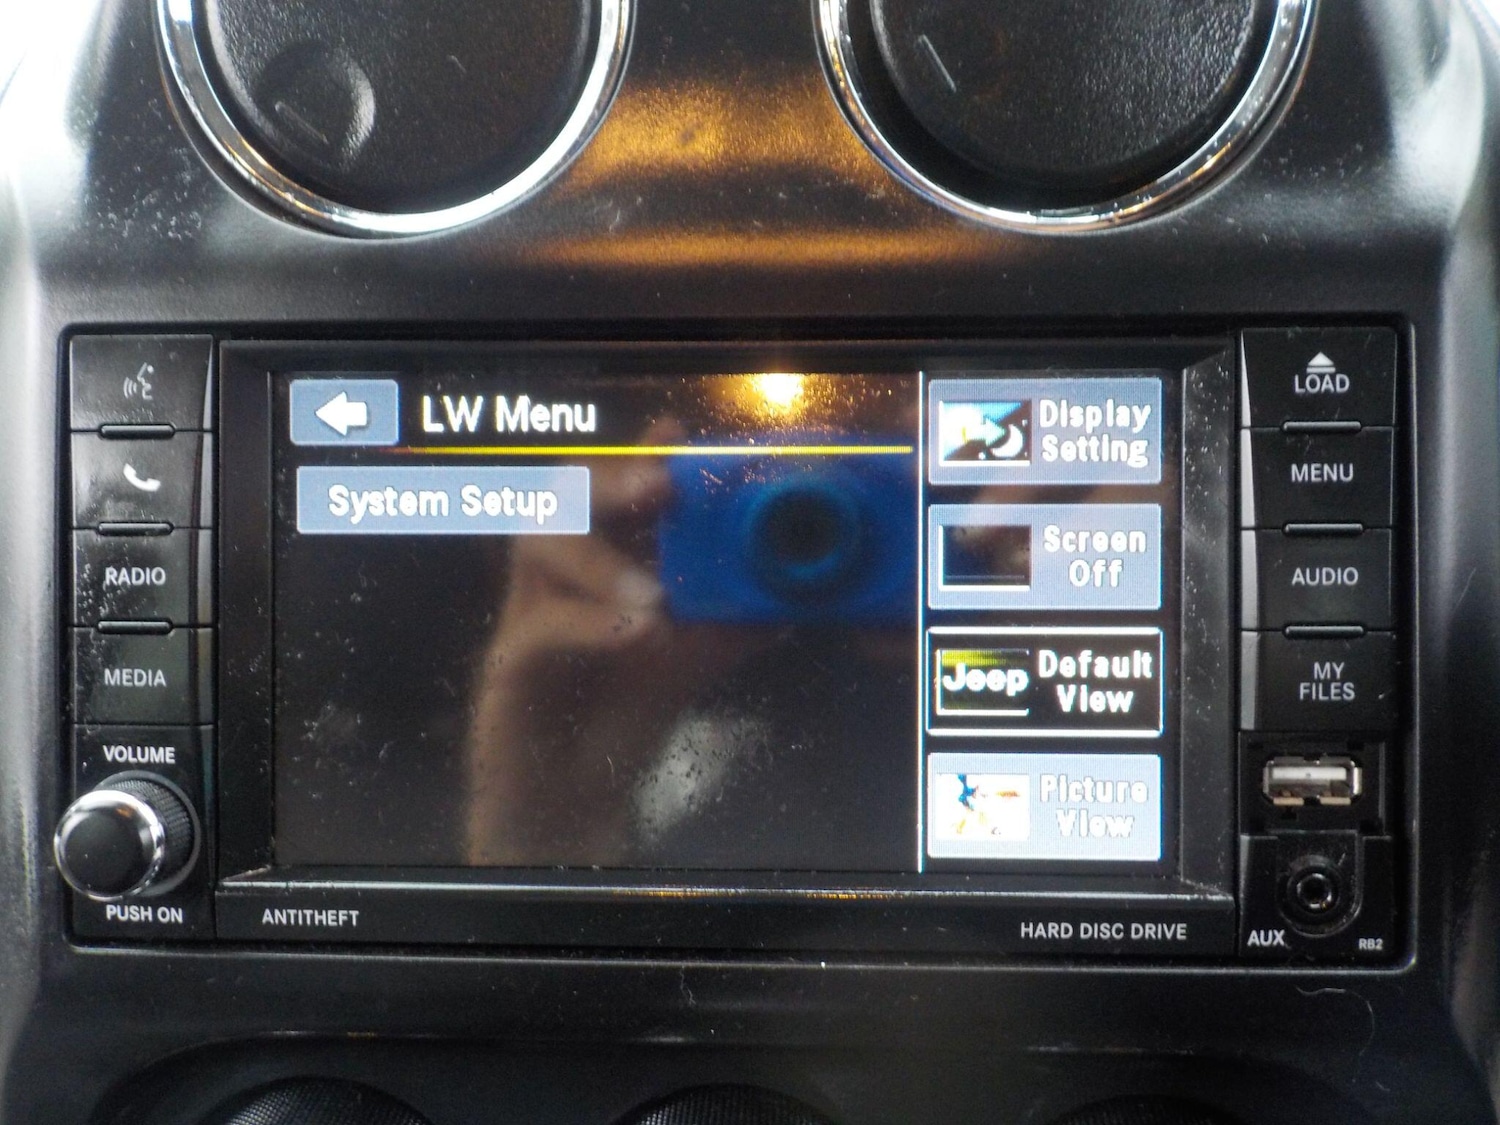 RADIO
MEDIA
VOLUME
PUSH ON
LW Menu
System Setup
Display
Setting
Screen
Off
Jeep
Default
View
Picture
View
ANTITHEFT
HARD DISC DRIVE
LOAD
MENU
AUDIO
MY
FILES
AUX
RB2